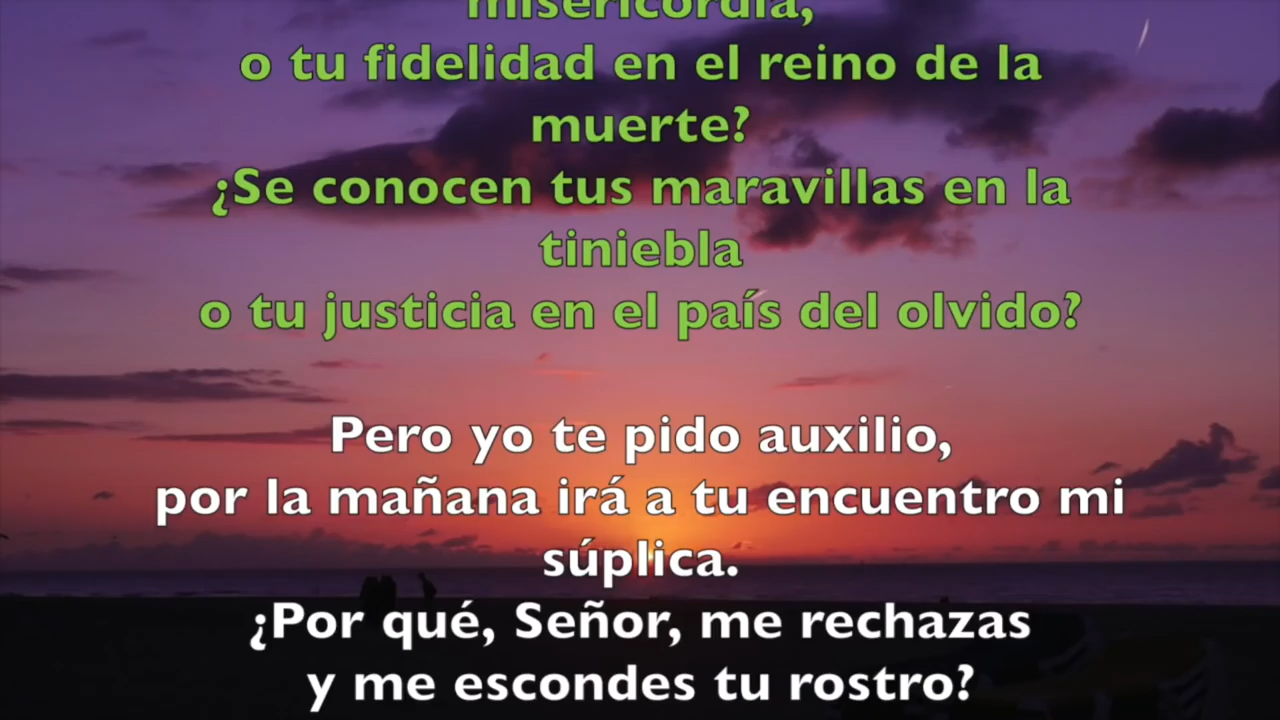 misericordia,
o tu fidelidad en el reino de la
muerte?
¿Se conocen tus maravillas en la
tiniebla
o tu justicia en el país del olvido?
Pero yo te pido auxilio,
por la mañana irá a tu encuentro mi
súplica.
¿Por qué, Señor, me rechazas
y me escondes tu rostro?